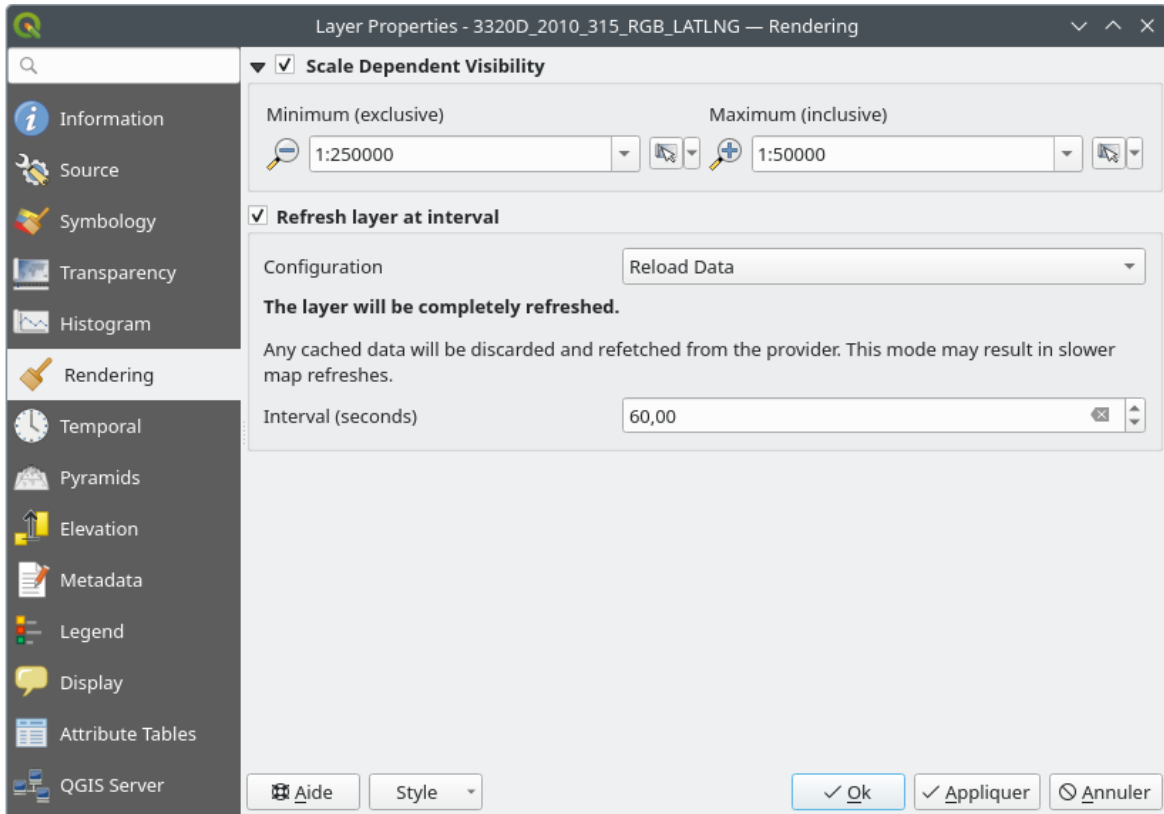 Layer Properties - 3320D_2010_315_RGB_LATLNG — Rendering
Information
Source
Symbology
Transparency
Histogram
Rendering
Temporal
Pyramids
Elevation
Metadata
Legend
Display
Attribute Tables
QGIS Server
Scale Dependent Visibility
Minimum (exclusive) Maximum (inclusive)
1:250000 1:50000
Refresh layer at interval
Configuration Reload Data
The layer will be completely refreshed.
Any cached data will be discarded and refetched from the provider. This mode may result in slower
map refreshes.
Interval (seconds) 60,00
Aide Style Ok Appliquer Annuler